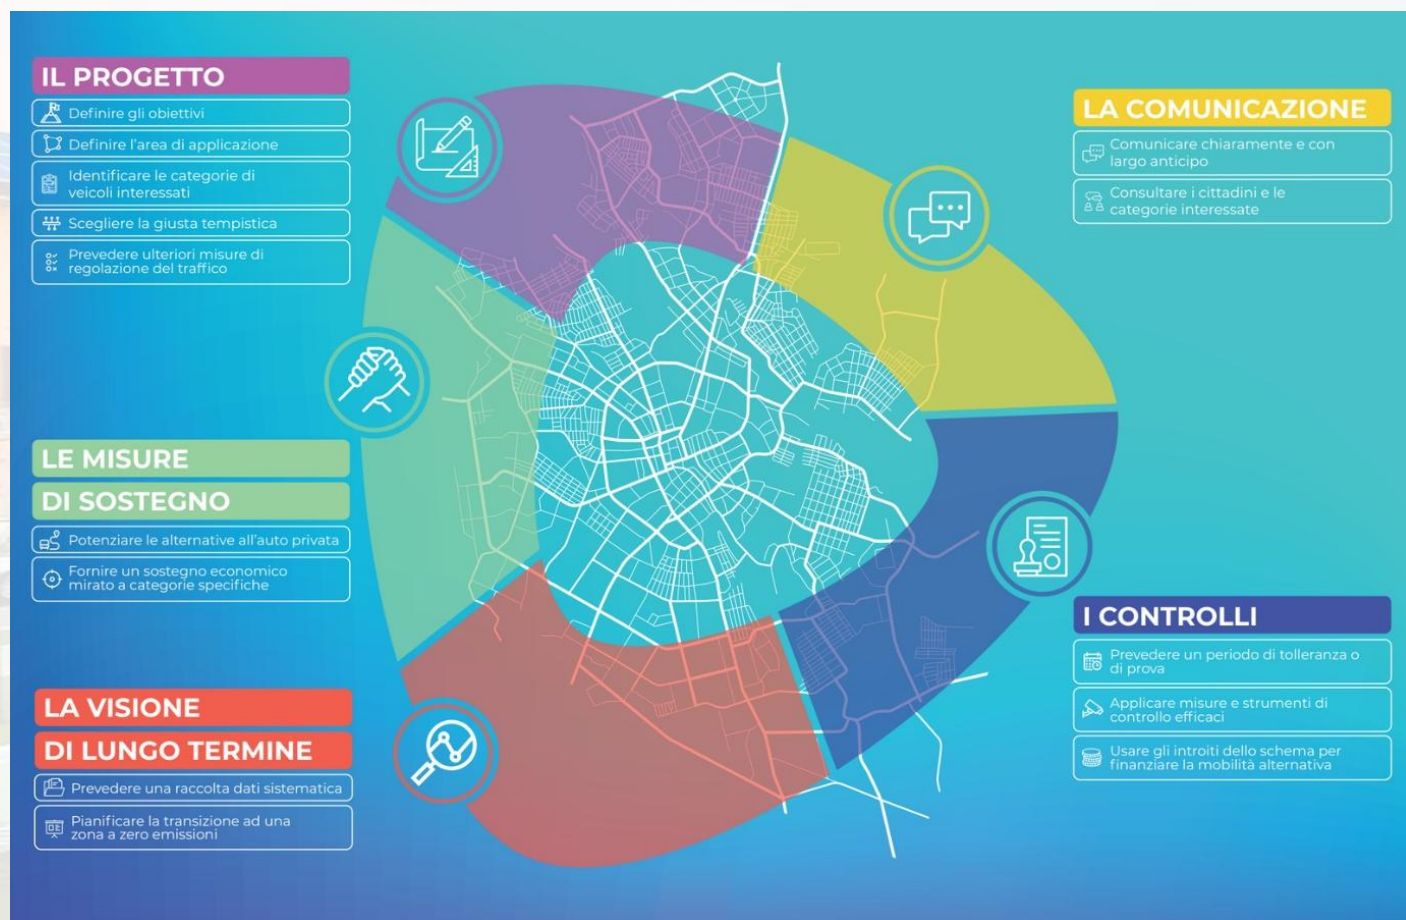 IL PROGETTO
Definire gli obiettivi
Definire l’area di applicazione
Identificare le categorie di
veicoli interessati
Scegliere la giusta tempistica
Prevedere ulteriori misure di
regolazione del traffico
LE MISURE
DI SOSTEGNO
Potenziare le alternative all’auto privata
Fornire un sostegno economico
mirato a categorie specifiche
LA VISIONE
DI LUNGO TERMINE
Prevedere una raccolta dati sistematica
Pianificare la transizione ad una
zona a zero emissioni
LA COMUNICAZIONE
Comunicare chiaramente e con
largo anticipo
Consultare i cittadini e le
categorie interessate
I CONTROLLI
Prevedere un periodo di tolleranza o
di prova
Applicare misure e strumenti di
controllo efficaci
Usare gli introiti dello schema per
finanziare la mobilità alternativa